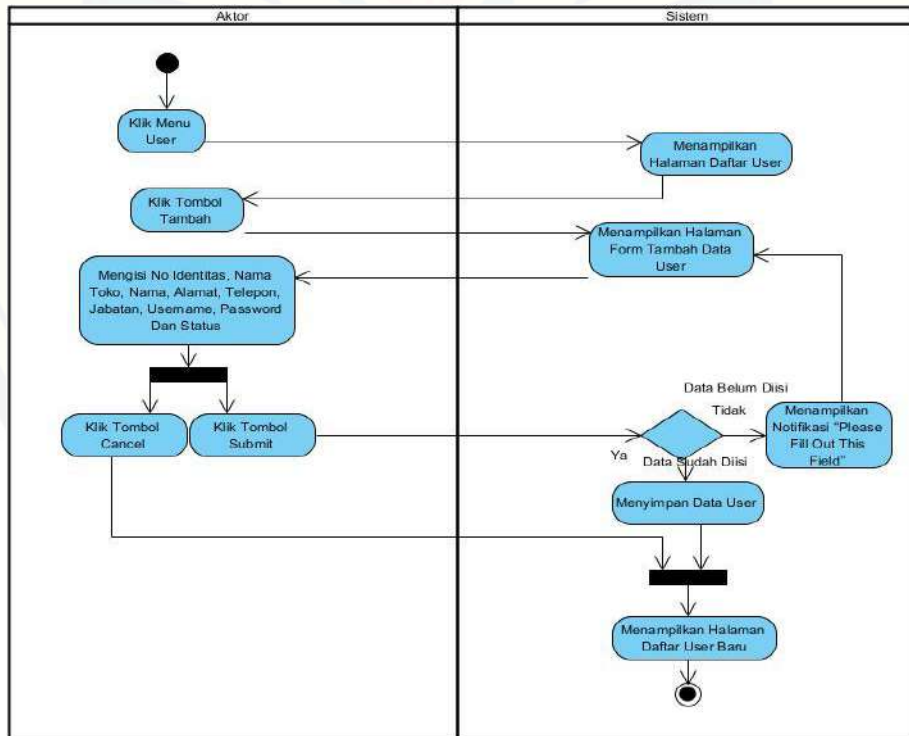 Aktor
Sistem
Klik Menu
User
Menampilkan
Halaman Daftar User
Klik Tombol
Tambah
Menampilkan Halaman
Form Tambah Data
User
Mengisi No Identitas, Nama
Toko, Nama, Alamat, Telepon,
Jabatan, Username, Password
Dan Status
Klik Tombol
Cancel
Klik Tombol
Submit
Data Belum Diisi
Tidak
Menampilkan
Notifikasi "Please
Fill Out This
Field"
Ya
Data Sudah Diisi
Menyimpan Data User
Menampilkan Halaman
Daftar User Baru